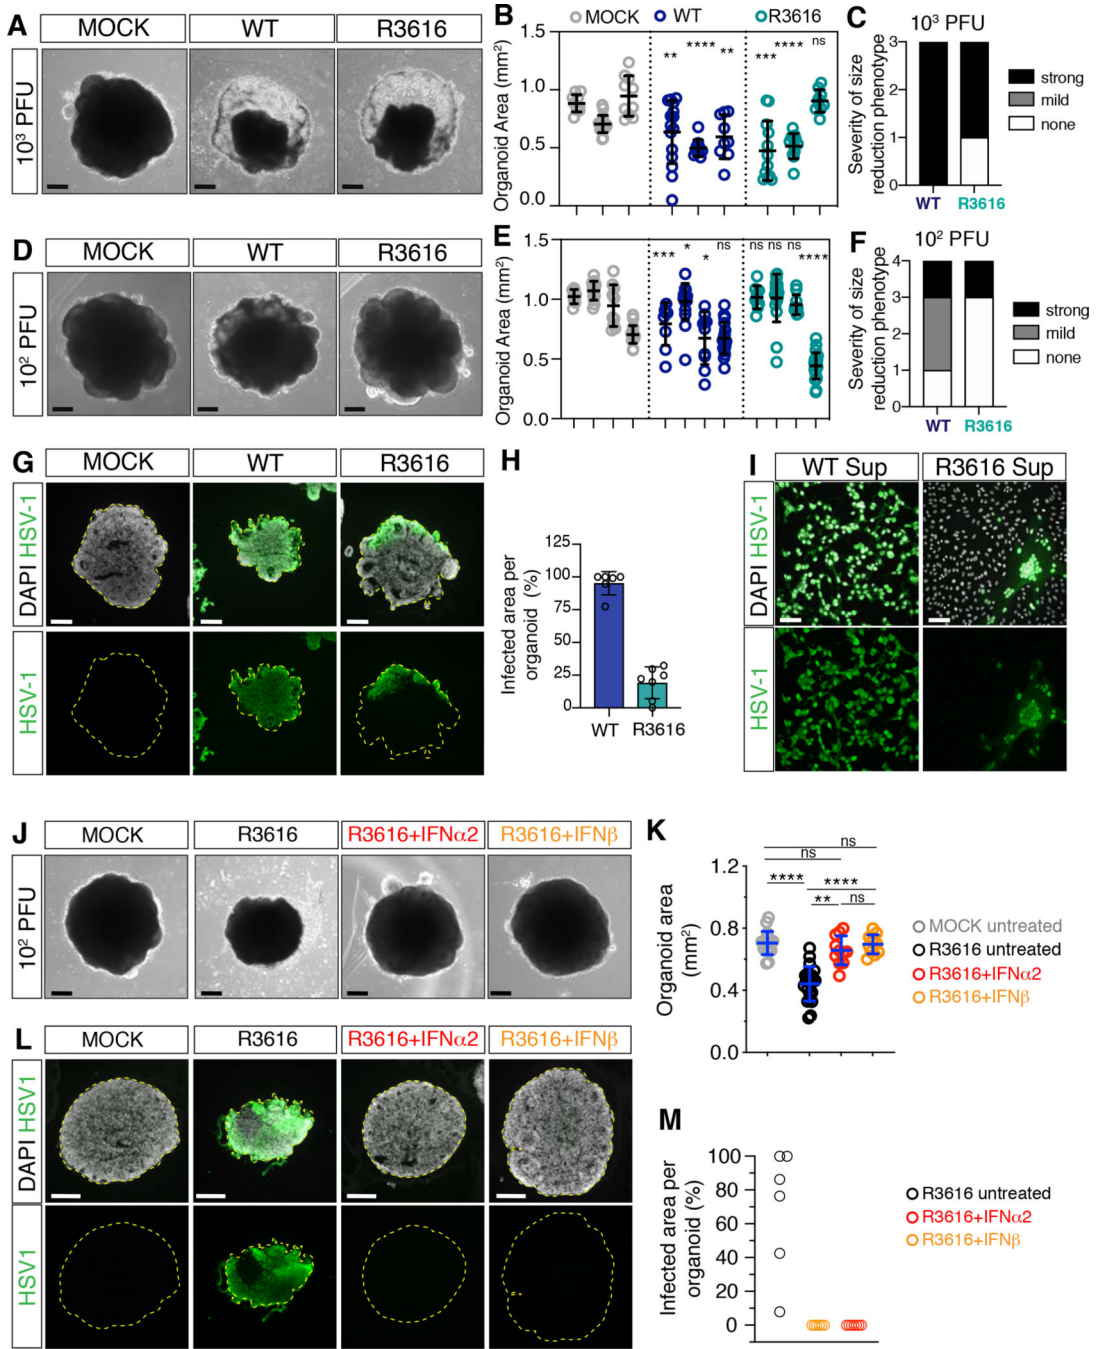 A
MOCK
WT
R3616
10³ PFU
B
MOCK
WT
R3616
Organoid Area (mm²)
1.5
1.0
0.5
0.0
**
****
**
***
****
ns
C
10³ PFU
Severity of size
reduction phenotype
3
2
1
0
WT
R3616
strong
mild
none
D
MOCK
WT
R3616
10² PFU
E
Organoid Area (mm²)
1.5
1.0
0.5
0.0
***
*
*
ns
ns
ns
ns
****
F
10² PFU
Severity of size
reduction phenotype
4
3
2
1
0
WT
R3616
strong
mild
none
G
MOCK
WT
R3616
DAPI HSV-1
HSV-1
H
Infected area per
organoid (%)
125
100
75
50
25
0
WT
R3616
I
WT Sup
R3616 Sup
DAPI HSV-1
HSV-1
J
MOCK
R3616
R3616+IFNα2
R3616+IFNβ
10² PFU
K
Organoid area
(mm²)
1.2
0.8
0.4
0.0
ns
ns
****
****
**
ns
MOCK untreated
R3616 untreated
R3616+IFNα2
R3616+IFNβ
L
MOCK
R3616
R3616+IFNα2
R3616+IFNβ
DAPI HSV1
HSV1
M
Infected area per
organoid (%)
100
80
60
40
20
0
R3616 untreated
R3616+IFNα2
R3616+IFNβ